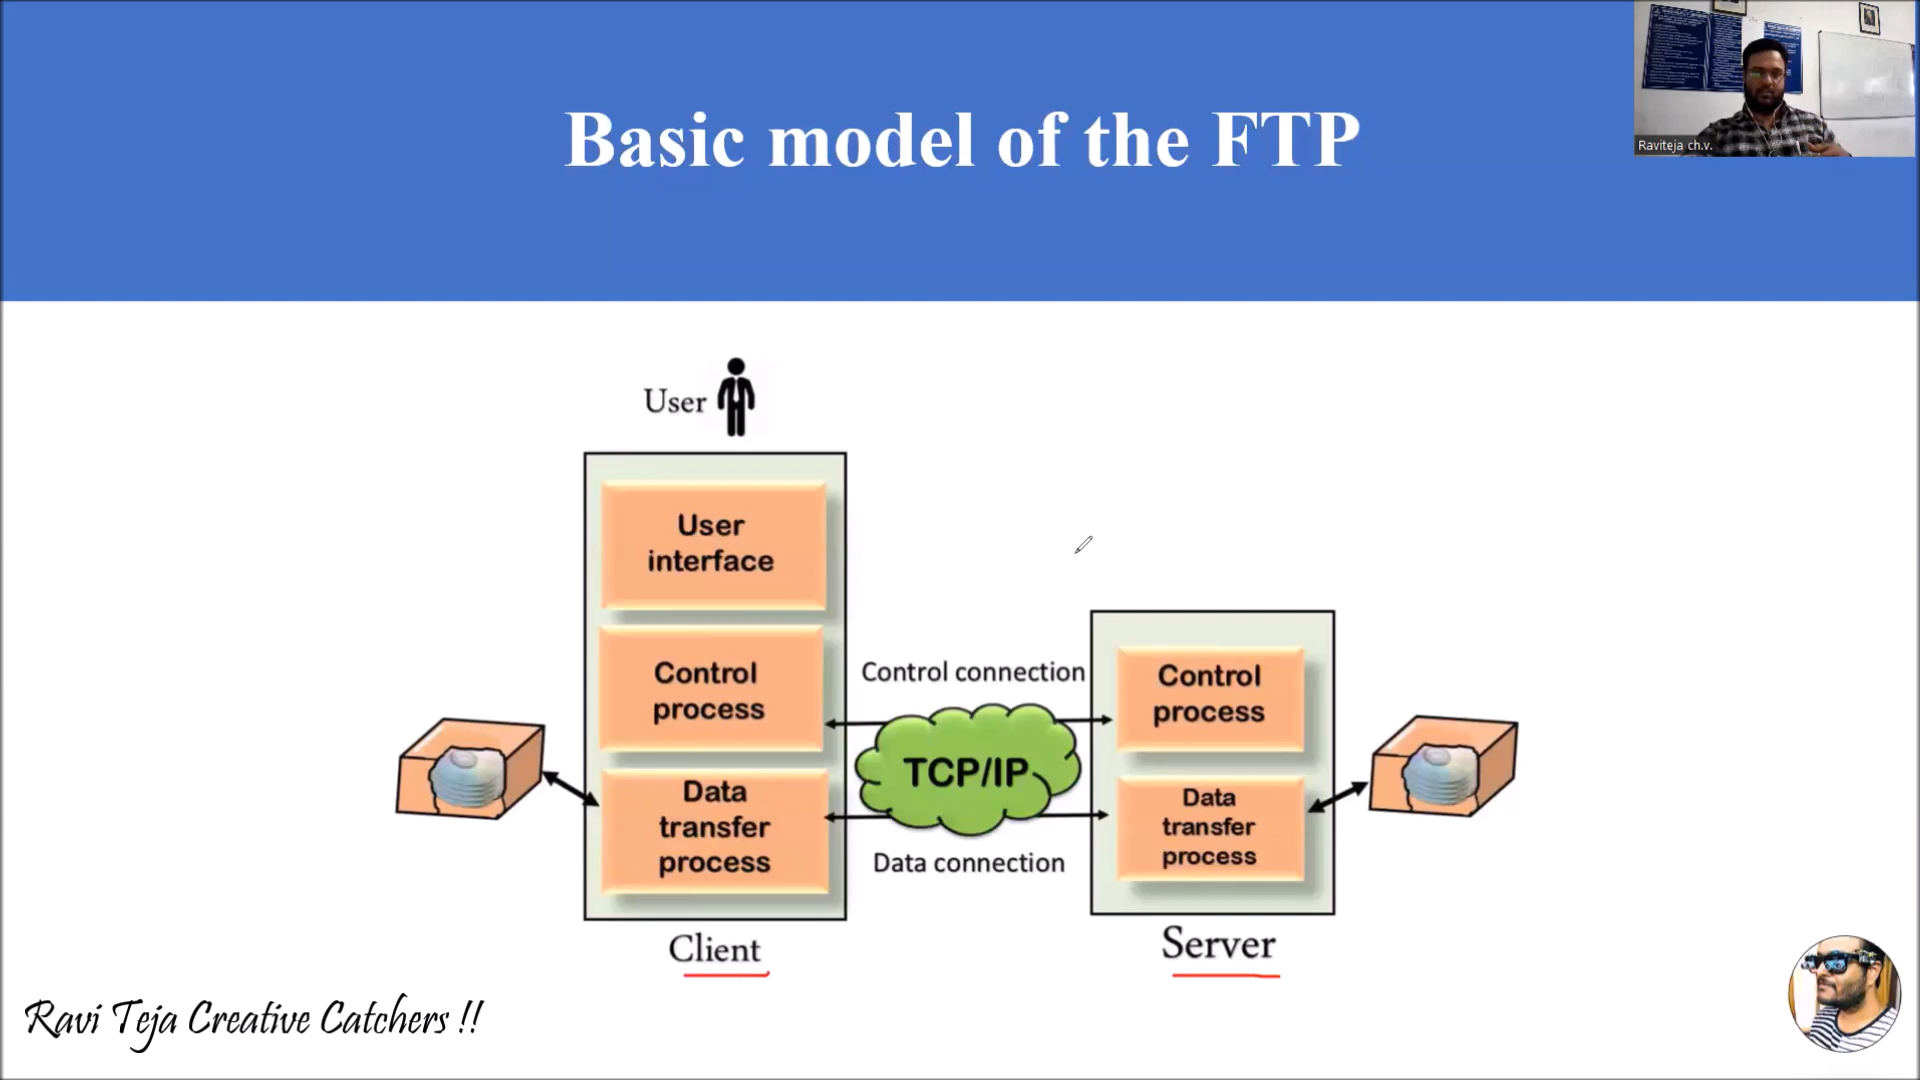 Basic model of the FTP
Raviteja ch.v.
User
User
interface
Control
process
Data
transfer
process
Client
Control connection
TCP/IP
Data connection
Control
process
Data
transfer
process
Server
Ravi Teja Creative Catchers !!